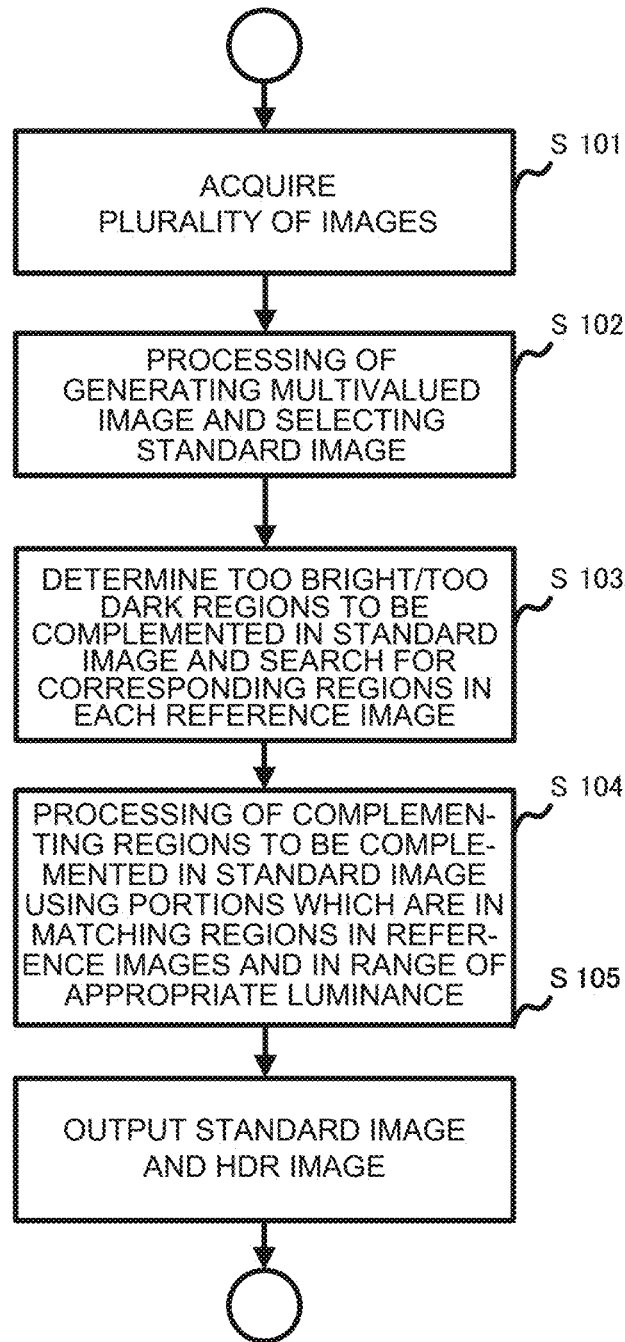 S 101
ACQUIRE
PLURALITY OF IMAGES
S 102
PROCESSING OF
GENERATING MULTIVALUED
IMAGE AND SELECTING
STANDARD IMAGE
S 103
DETERMINE TOO BRIGHT/TOO
DARK REGIONS TO BE
COMPLEMENTED IN STANDARD
IMAGE AND SEARCH FOR
CORRESPONDING REGIONS IN
EACH REFERENCE IMAGE
S 104
PROCESSING OF COMPLEMEN-
TING REGIONS TO BE COMPLE-
MENTED IN STANDARD IMAGE
USING PORTIONS WHICH ARE IN
MATCHING REGIONS IN REFER-
ENCE IMAGES AND IN RANGE OF
APPROPRIATE LUMINANCE
S 105
OUTPUT STANDARD IMAGE
AND HDR IMAGE